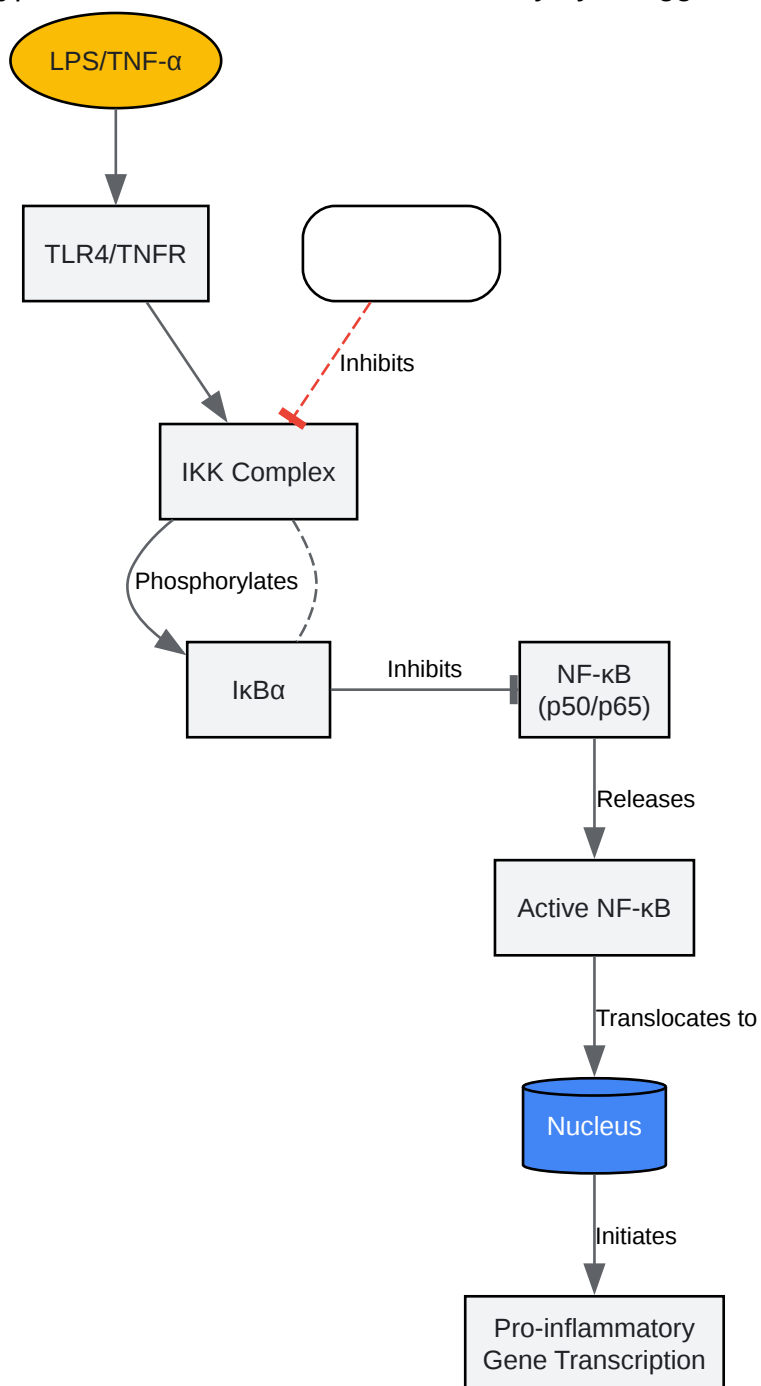 LPS/TNF-α
TLR4/TNFR
Inhibits
IKK Complex
Phosphorylates
IκBα
Inhibits
NF-κB
(p50/p65)
Releases
Active NF-κB
Translocates to
Nucleus
Initiates
Pro-inflammatory
Gene Transcription